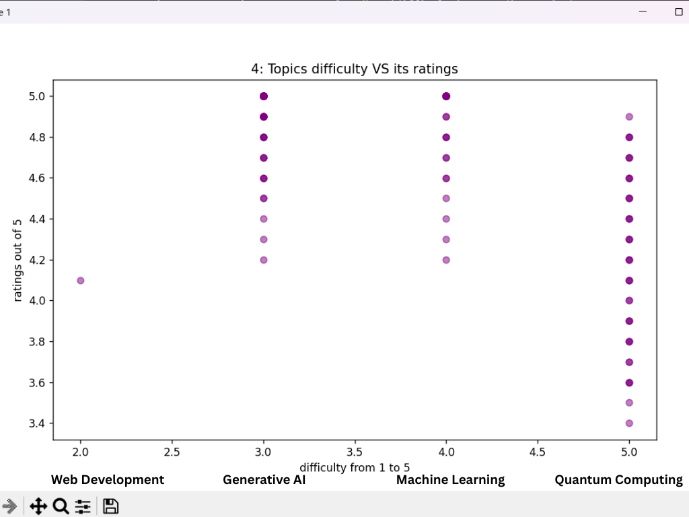 e 1
4: Topics difficulty VS its ratings
5.0
4.8
4.6
4.4
4.2
4.0
3.8
3.6
3.4
ratings out of 5
2.0 2.5 3.0 3.5 4.0 4.5 5.0
difficulty from 1 to 5
Web Development Generative AI Machine Learning Quantum Computing